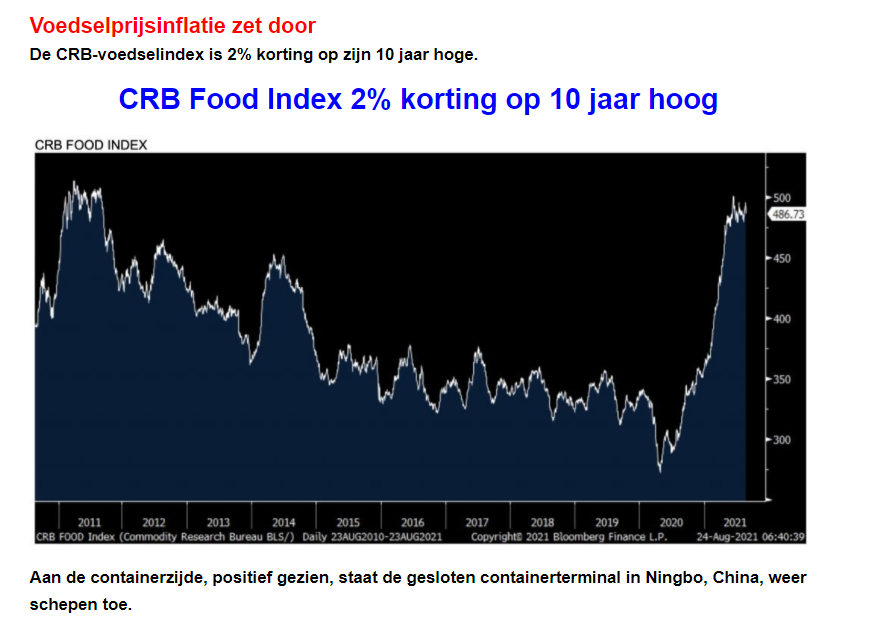 Voedselprijsinflatie zet door
De CRB-voedselindex is 2% korting op zijn 10 jaar hoge.
CRB Food Index 2% korting op 10 jaar hoog
CRB FOOD INDEX
500
486.73
450
400
350
300
2011 2012 2013 2014 2015 2016 2017 2018 2019 2020 2021
CRB FOOD Index (Commodity Research Bureau BLS/) Daily 23AUG2010-23AUG2021 Copyright© 2021 Bloomberg Finance L.P. 24-Aug-2021 06:40:39
Aan de containerzijde, positief gezien, staat de gesloten containerterminal in Ningbo, China, weer
schepen toe.